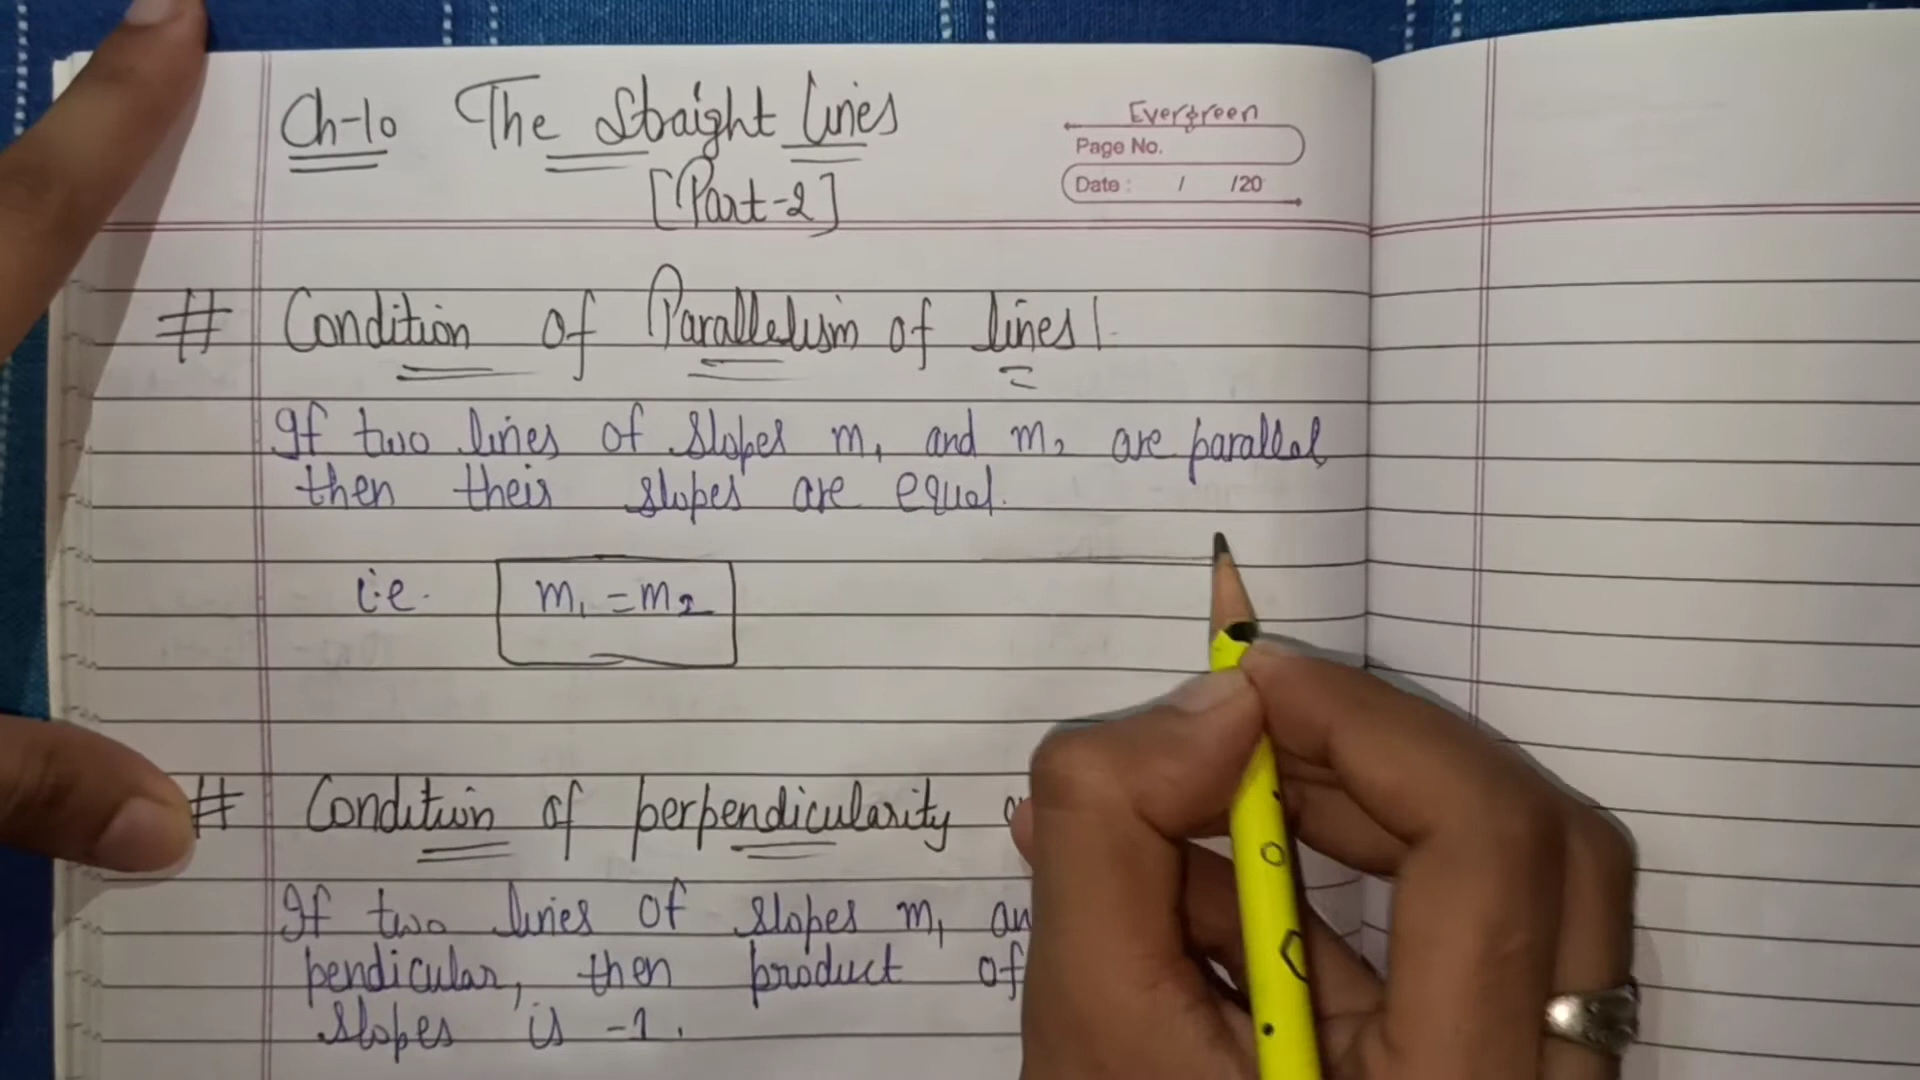 Ch-10 The Straight lines
[Part-2]
Evergreen
Page No.
Date : / /20
# Condition of Parallelism of lines!
If two lines of slopes m₁ and m₂ are parallel
then their slopes are equal.
i.e. m₁ = m₂
# Condition of perpendicularity
If two lines of slopes m₁
pendicular, then product of
slopes is -1.